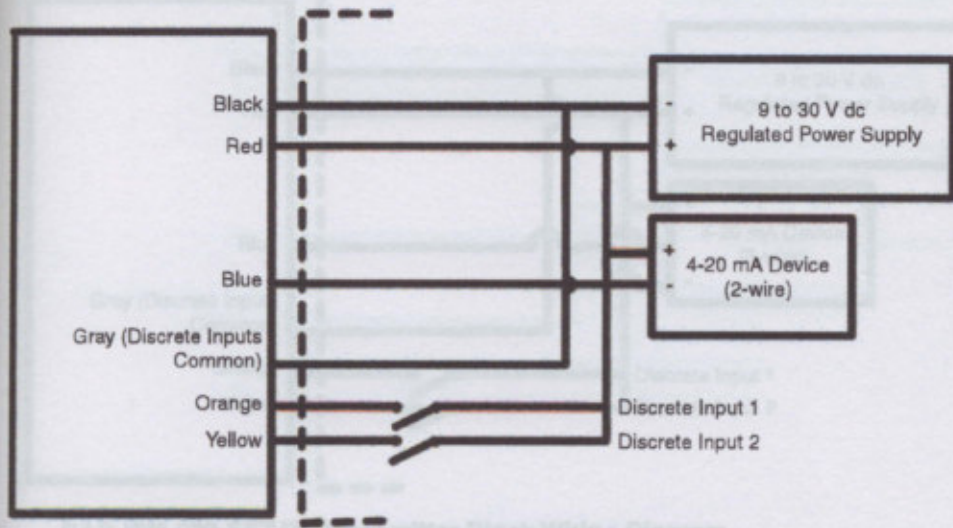 Black
Red
Blue
Gray (Discrete Inputs
Common)
Orange
Yellow
-
9 to 30 V dc
Regulated Power Supply
+
+
4-20 mA Device
(2-wire)
-
Discrete Input 1
Discrete Input 2